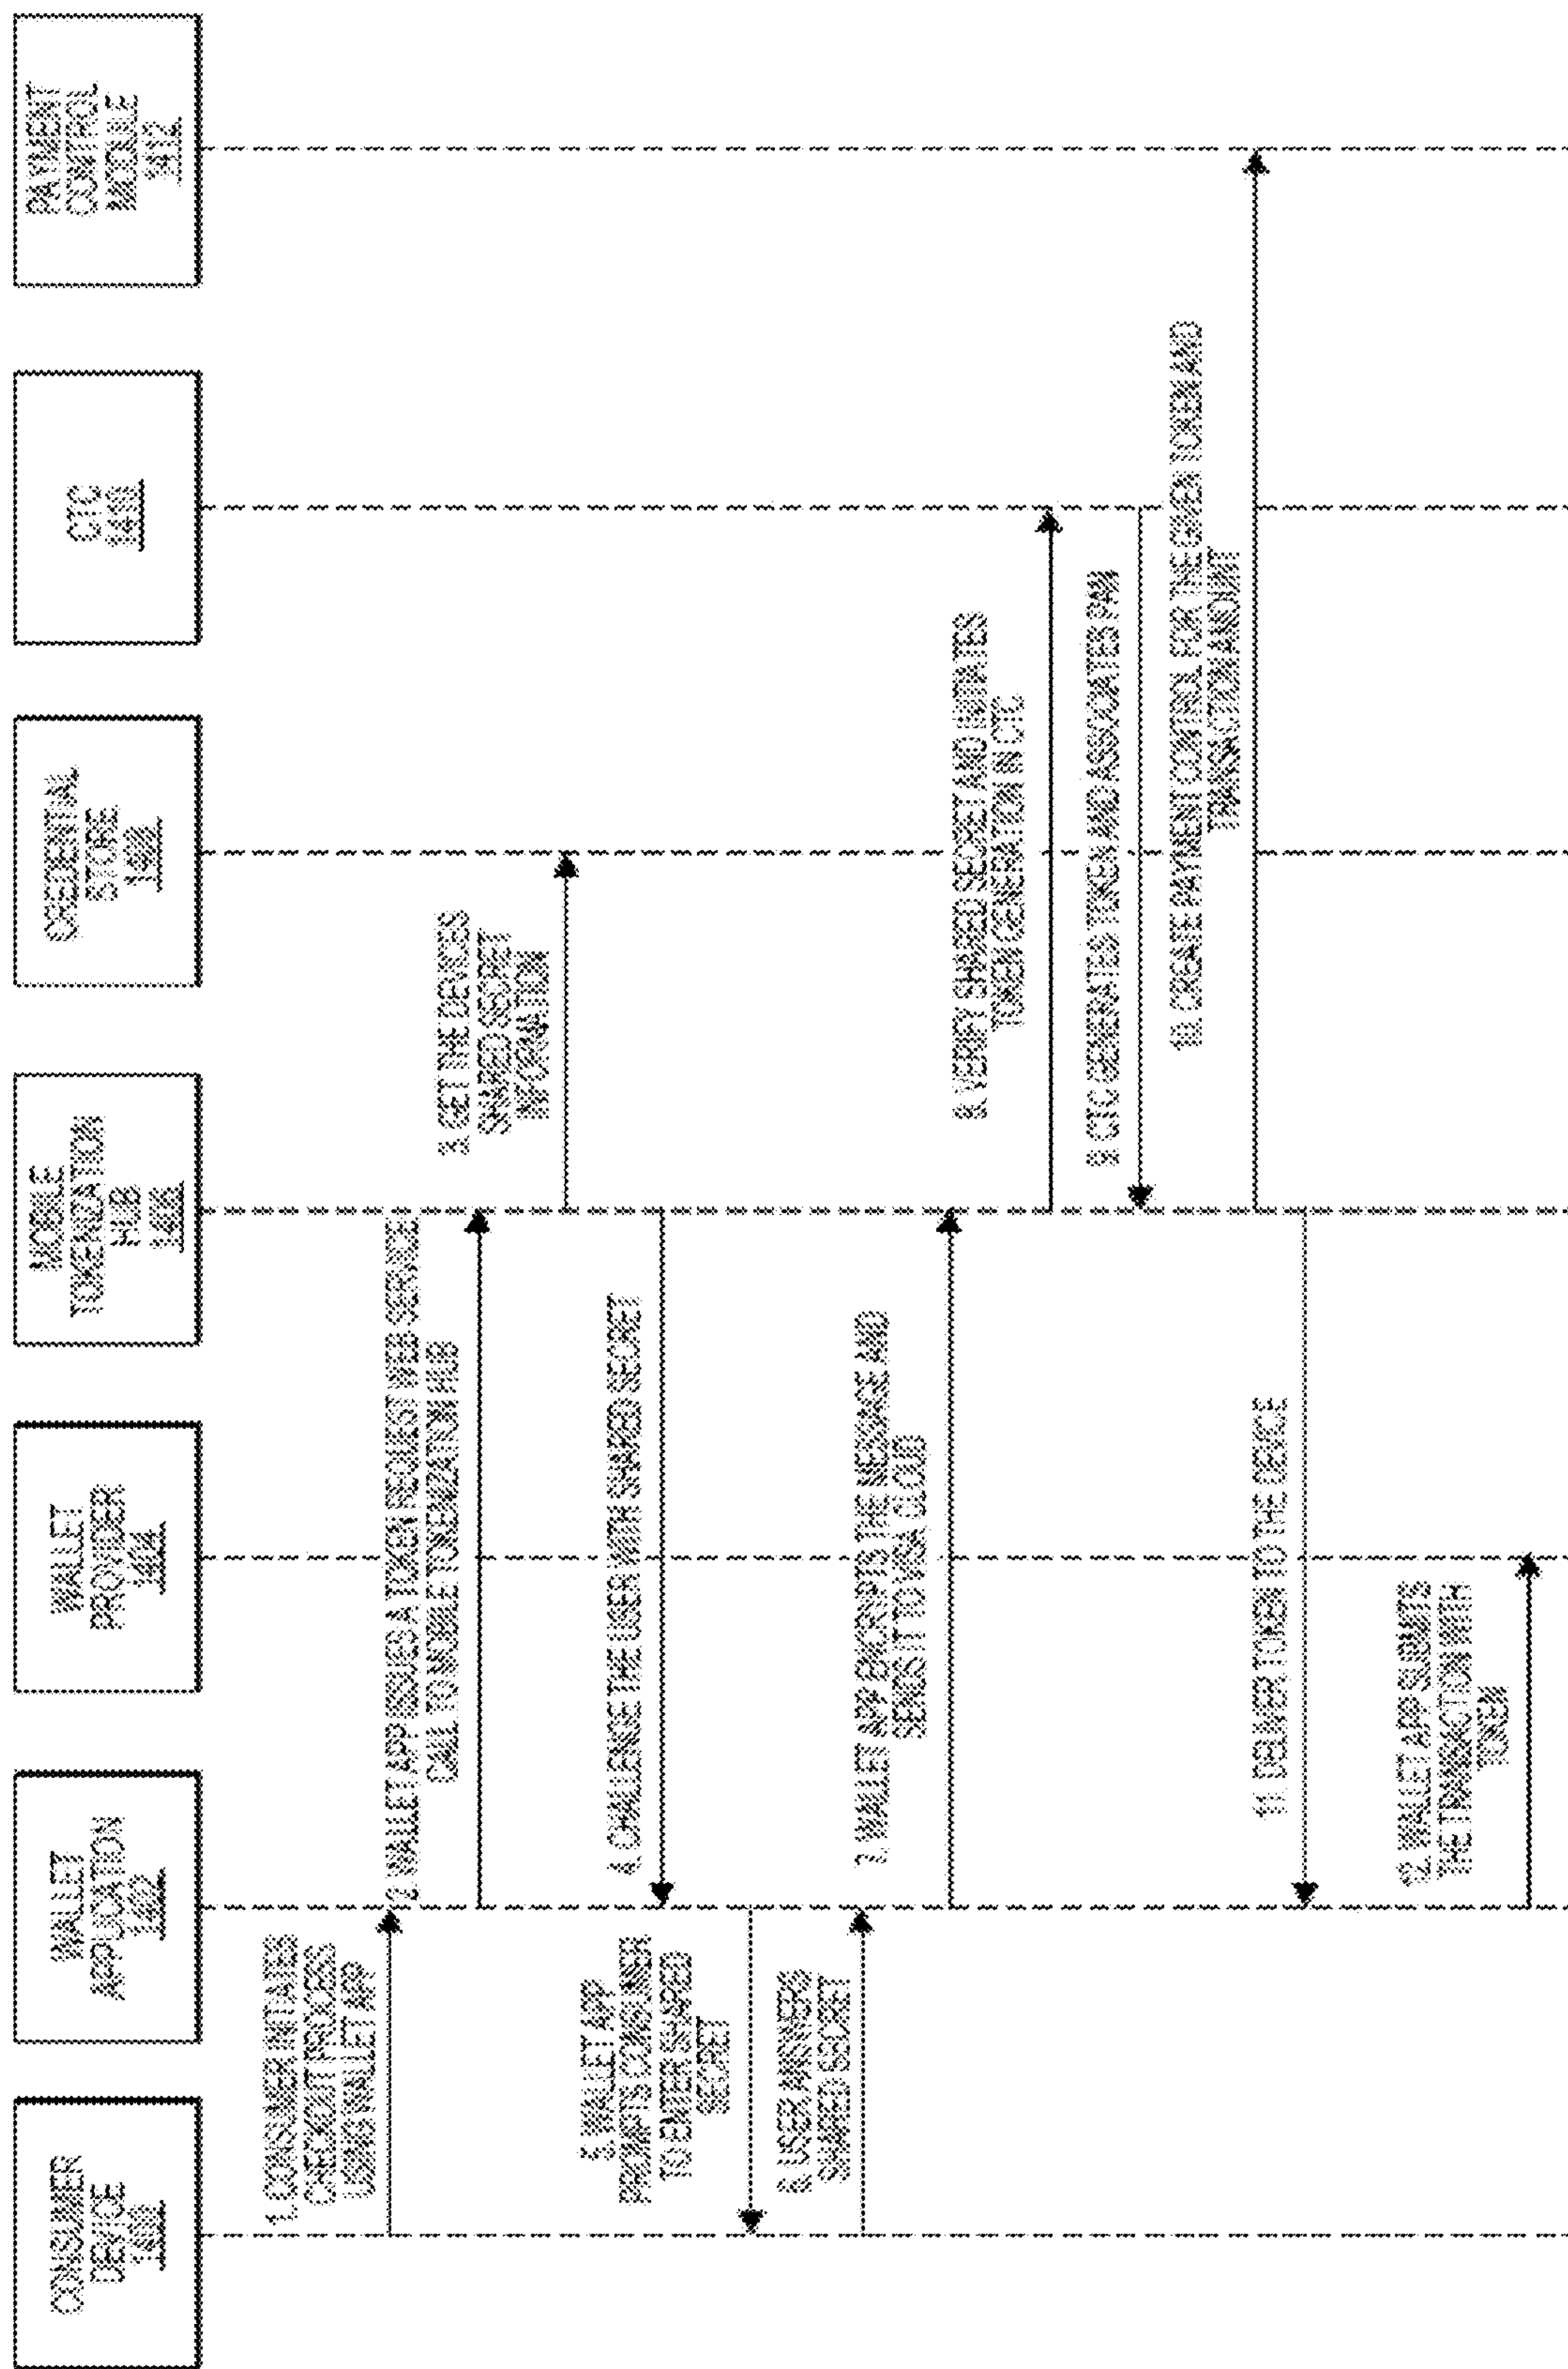 CONSUMER
DEVICE
1400
WALLET
APPLICATION
1402
WALLET
PROVIDER
1404
MOBILE
TOKENIZATION
HUB
1406
CREDENTIAL
STORE
1408
CTC
1410
PAYMENT
CONTROL
MODULE
1412
1. CONSUMER INITIATES
CHECKOUT PROCESS
USING WALLET APP
2. WALLET APP ISSUES A TOKEN REQUEST WEB SERVICE
CALL TO MOBILE TOKENIZATION HUB
3. GET THE DEVICES
SHARED SECRET
INFORMATION
4. CHALLENGE THE USER WITH SHARED SECRET
5. WALLET APP
PROMPTS CONSUMER
TO ENTER SHARED
SECRET
6. USER ANSWERS
SHARED SECRET
7. WALLET APP ENCRYPTS THE MESSAGE AND
SENDS IT TO VISA CLOUD
8. VERIFY SHARED SECRET AND INITIATES
TOKEN GENERATION IN CTC
9. CTC GENERATES TOKEN AND ASSOCIATES PAN
10. CREATE PAYMENT CONTROL FOR THE GIVEN TOKEN AND
TRANSACTION AMOUNT
11. DELIVER TOKEN TO THE DEVICE
12. WALLET APP SUBMITS
THE TRANSACTION WITH
TOKEN